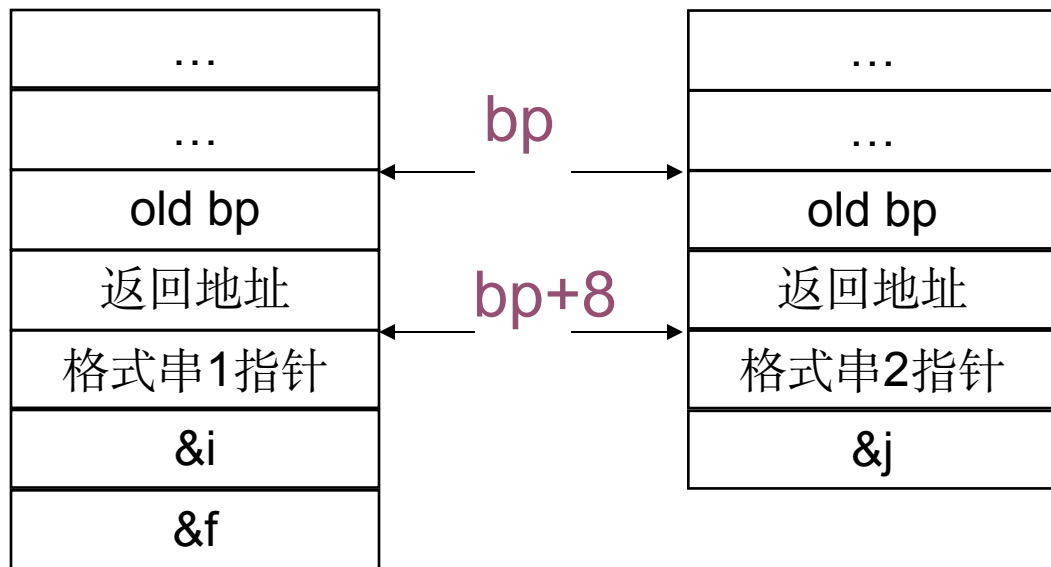 …
…
old bp
返回地址
格式串1指针
&i
&f
bp
bp+8
…
…
old bp
返回地址
格式串2指针
&j